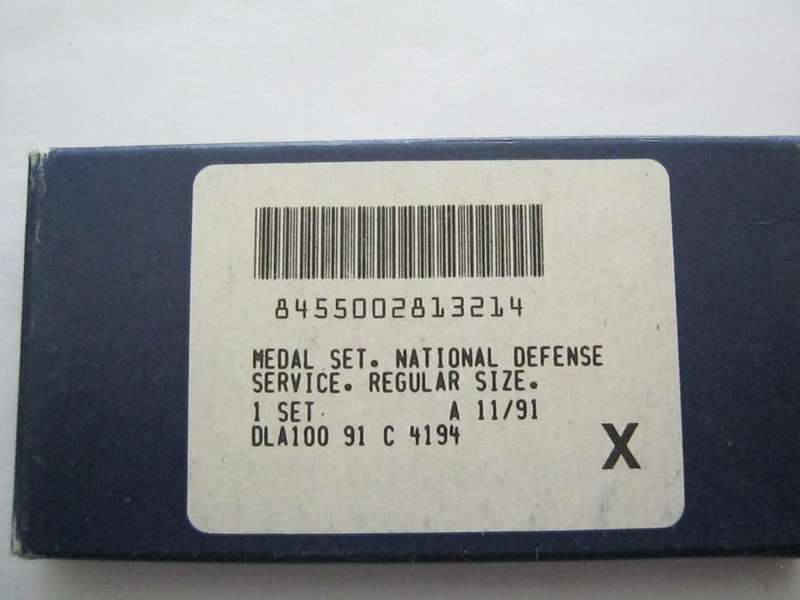 8455002813214
MEDAL SET. NATIONAL DEFENSE
SERVICE. REGULAR SIZE.
1 SET A 11/91
DLA100 91 C 4194
X